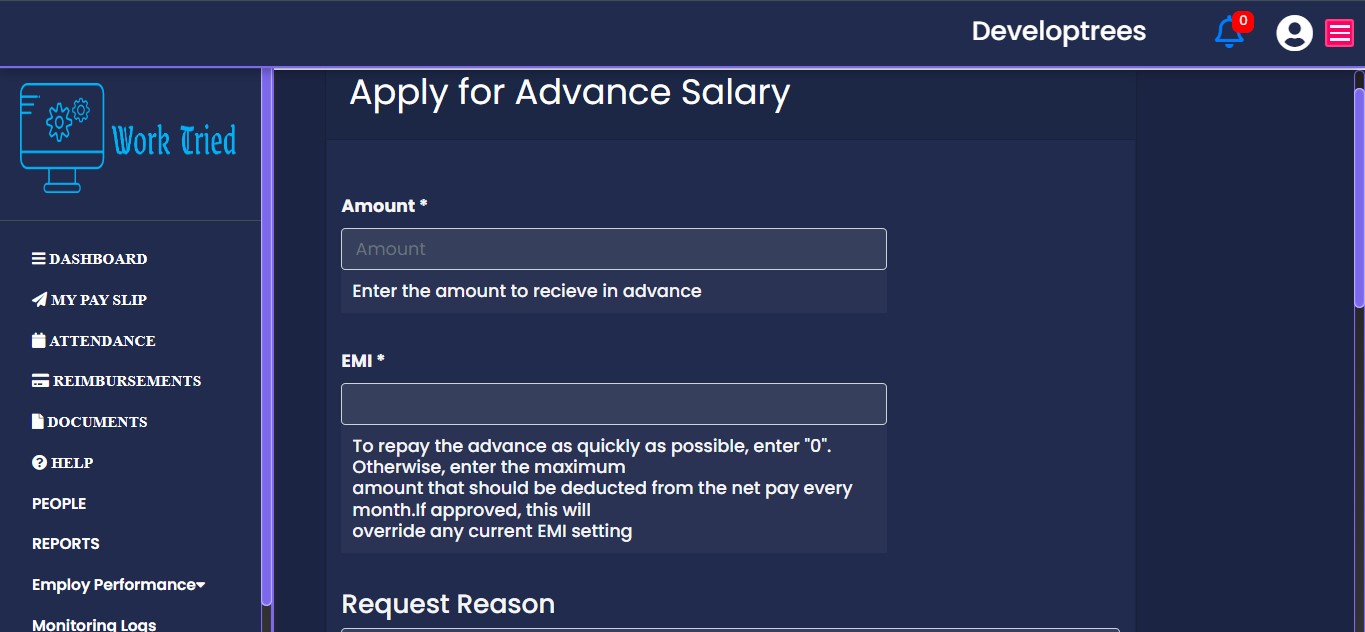 Developtrees
0
Work Tried
DASHBOARD
MY PAY SLIP
ATTENDANCE
REIMBURSEMENTS
DOCUMENTS
HELP
PEOPLE
REPORTS
Employ Performance
Monitoring Logs
Apply for Advance Salary
Amount *
Amount
Enter the amount to recieve in advance
EMI *
To repay the advance as quickly as possible, enter "0".
Otherwise, enter the maximum
amount that should be deducted from the net pay every
month.If approved, this will
override any current EMI setting
Request Reason